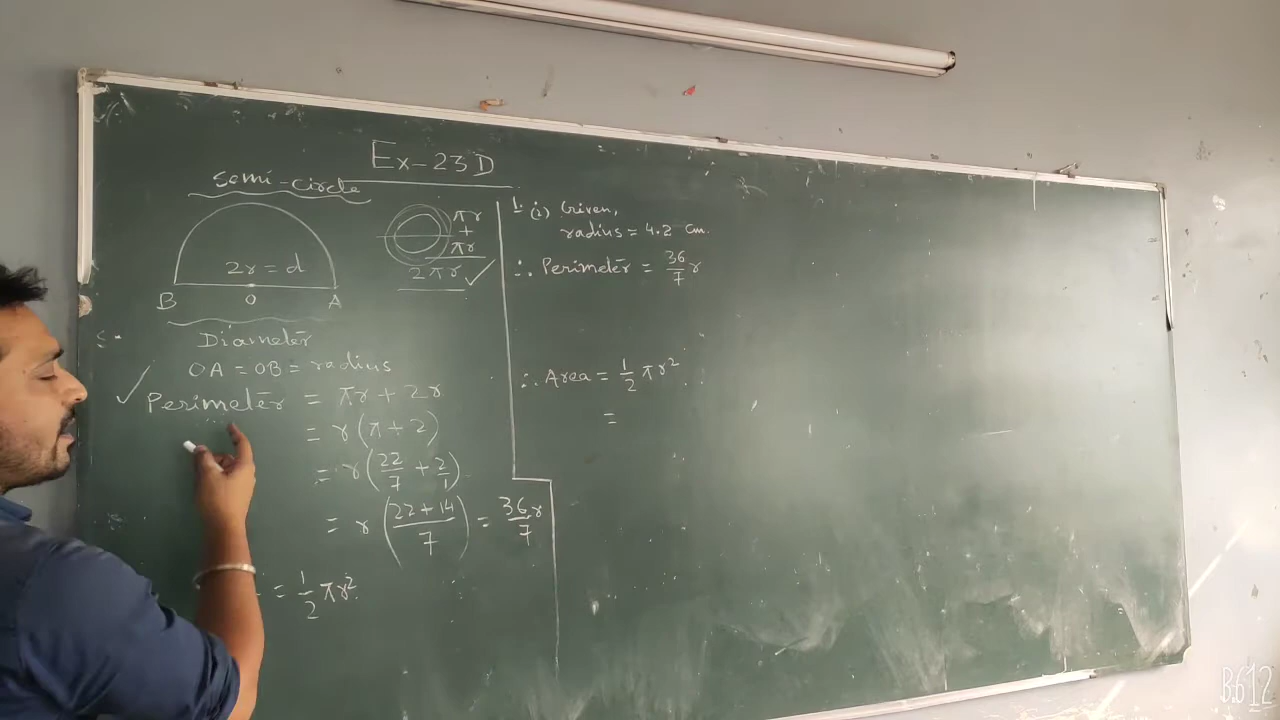 Ex-23D
Semi-circle
2r = d
B O A
πr
+
πr
2πr ✓
Diameter
OA = OB = radius
✓ Perimeter = πr + 2r
= r(π + 2)
= r(22/7 + 2/1)
= r((22+14)/7) = 36/7 r
= 1/2 πr²
1. (i) Given,
radius = 4.2 cm.
∴ Perimeter = 36/7 r
∴ Area = 1/2 πr²
=
B612